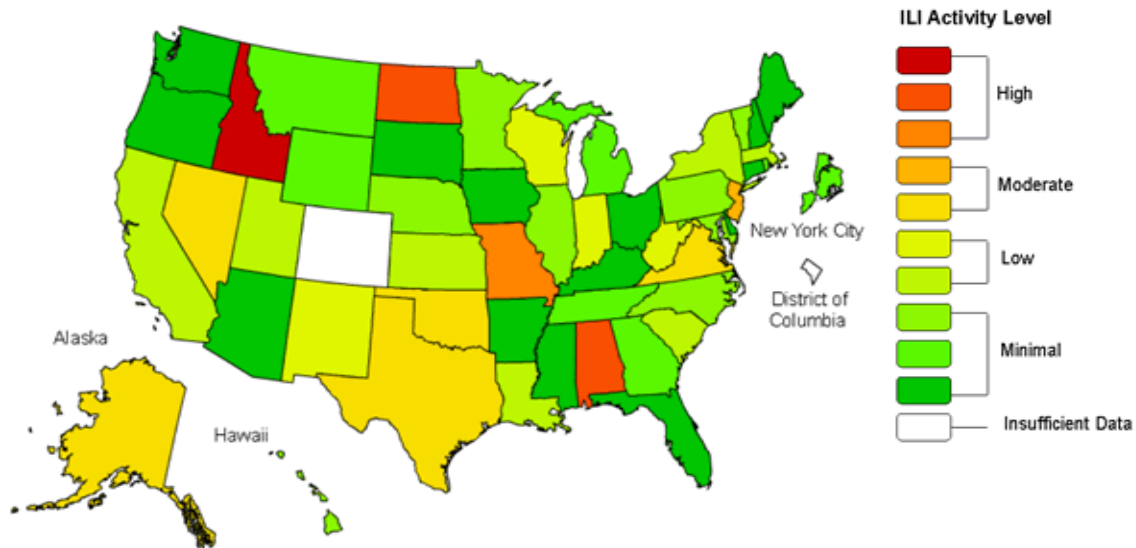 ILI Activity Level
High
Moderate
Low
Minimal
Insufficient Data
New York City
District of
Columbia
Alaska
Hawaii